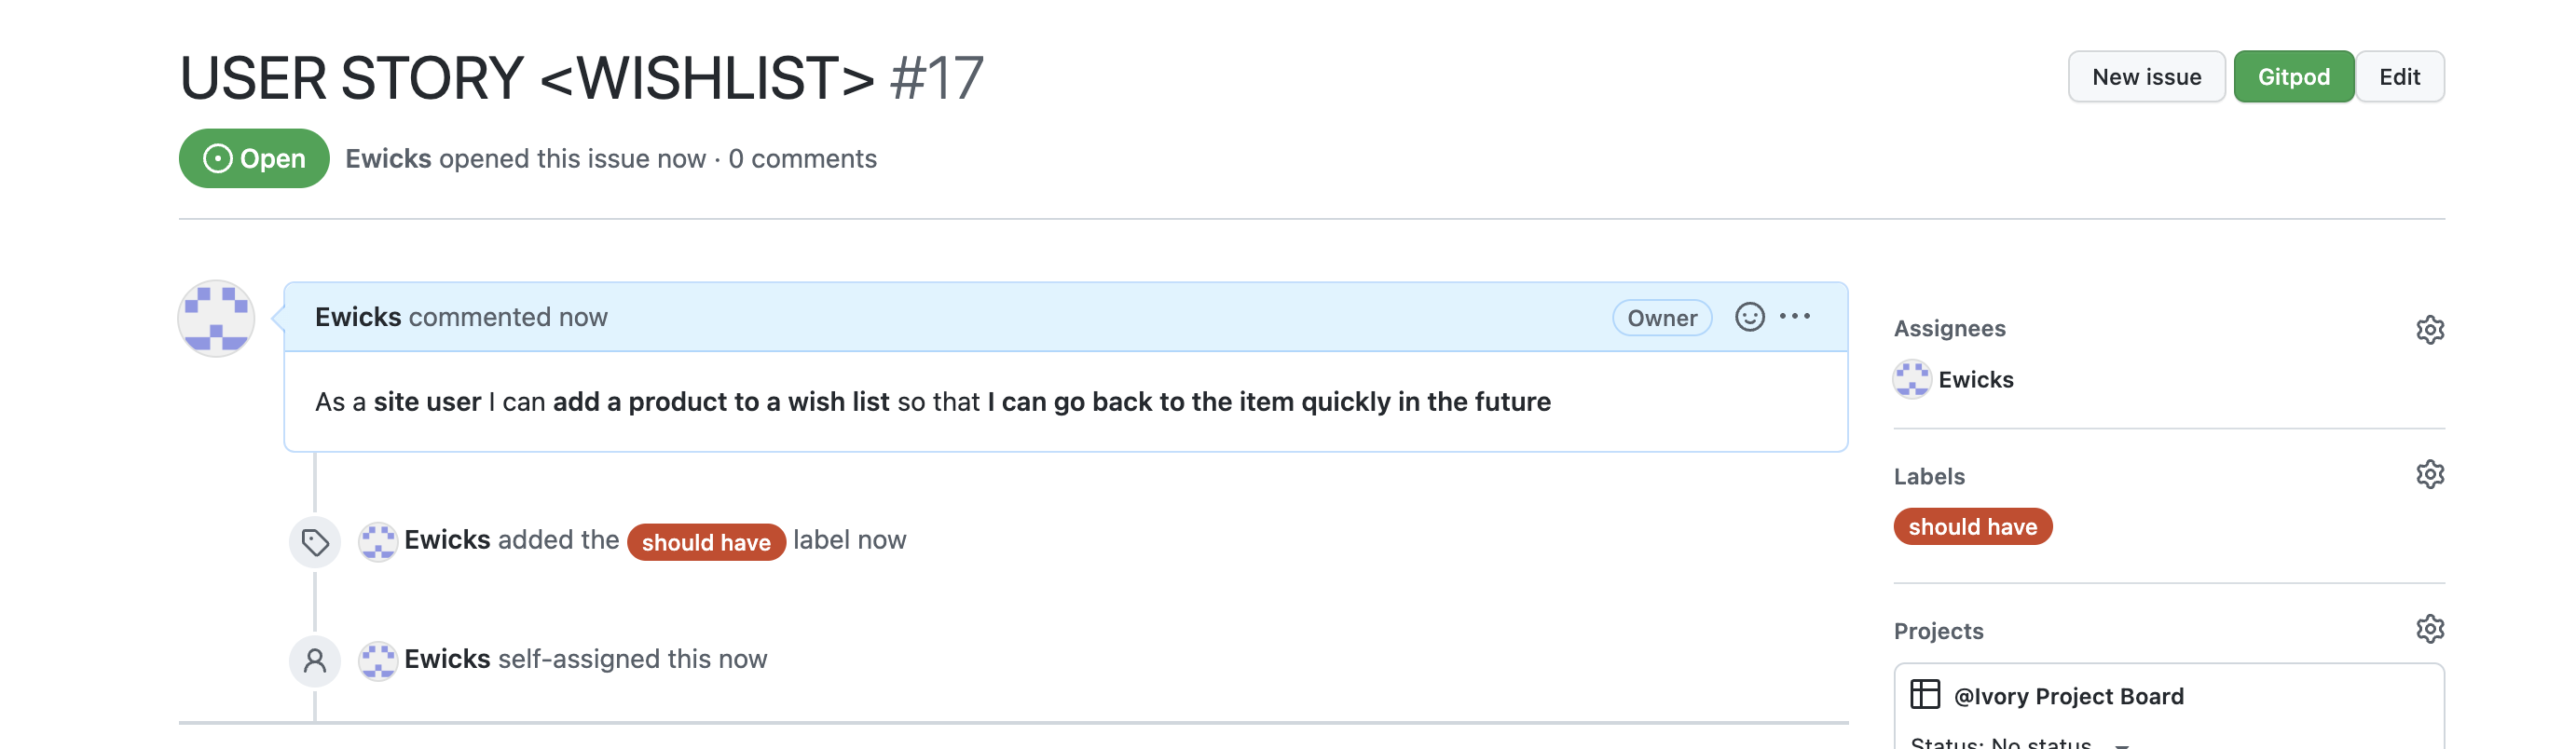 USER STORY <WISHLIST> #17
New issue
Gitpod
Edit
Open
Ewicks opened this issue now · 0 comments
Ewicks commented now
Owner
As a site user I can add a product to a wish list so that I can go back to the item quickly in the future
Ewicks added the should have label now
Ewicks self-assigned this now
Assignees
Ewicks
Labels
should have
Projects
@Ivory Project Board
Status: No status